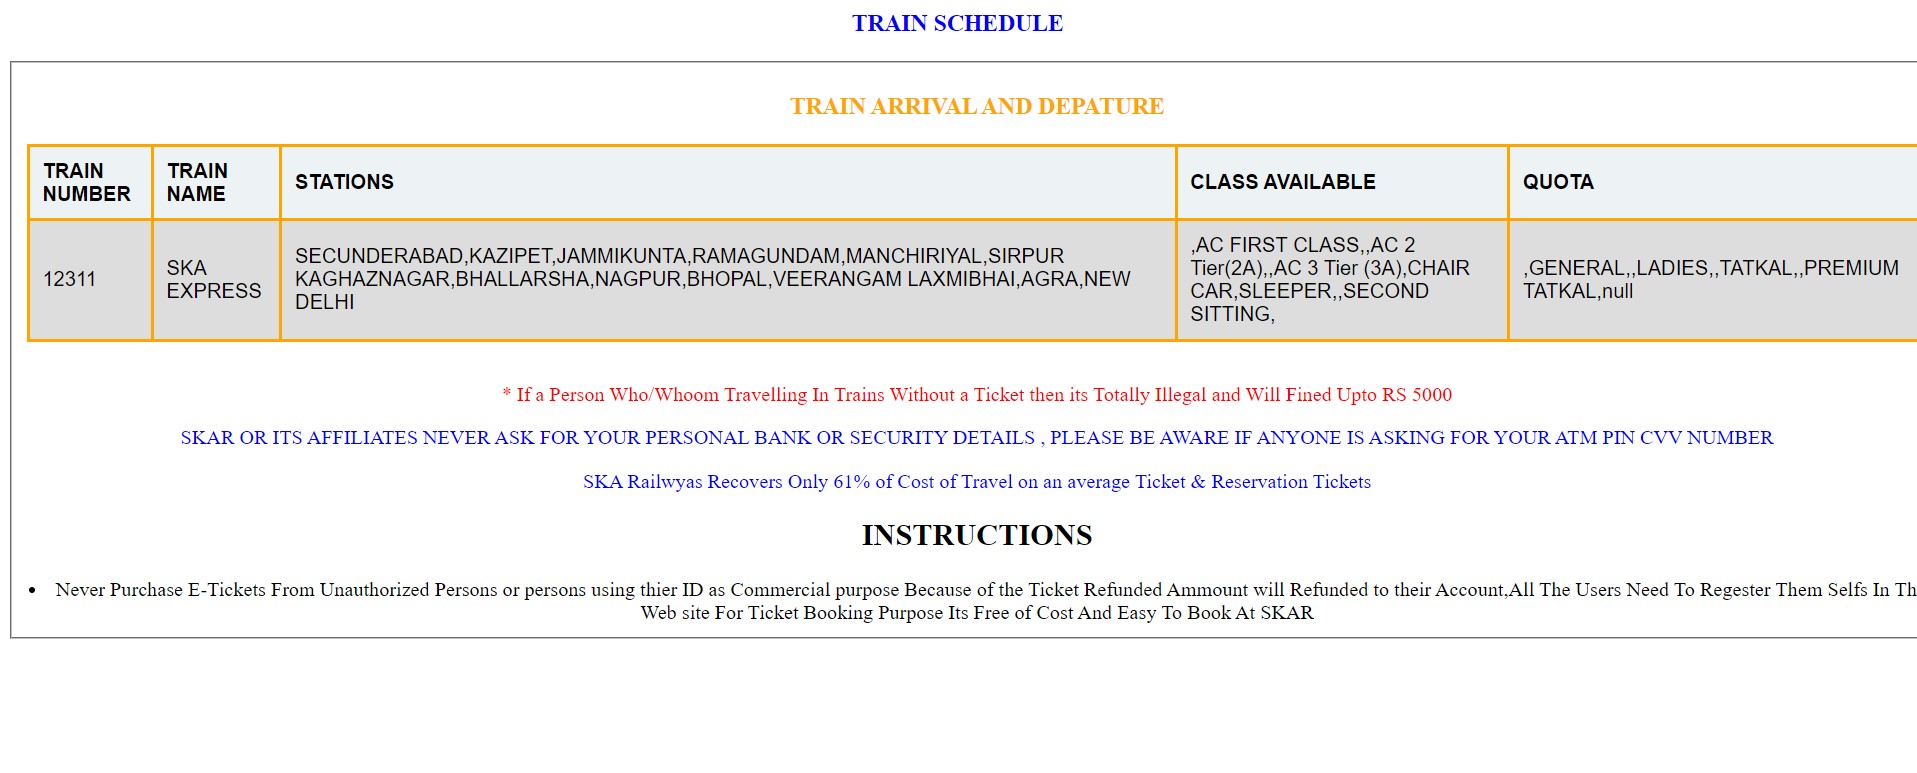 TRAIN SCHEDULE
TRAIN ARRIVAL AND DEPATURE
TRAIN NUMBER
TRAIN NAME
STATIONS
CLASS AVAILABLE
QUOTA
12311
SKA EXPRESS
SECUNDERABAD,KAZIPET,JAMMIKUNTA,RAMAGUNDAM,MANCHIRIYAL,SIRPUR
KAGHAZNAGAR,BHALLARSHA,NAGPUR,BHOPAL,VEERANGAM LAXMIBHAI,AGRA,NEW
DELHI
,AC FIRST CLASS,,AC 2
Tier(2A),,AC 3 Tier (3A),CHAIR
CAR,SLEEPER,,SECOND
SITTING,
,GENERAL,,LADIES,,TATKAL,,PREMIUM
TATKAL,null
* If a Person Who/Whoom Travelling In Trains Without a Ticket then its Totally Illegal and Will Fined Upto RS 5000
SKAR OR ITS AFFILIATES NEVER ASK FOR YOUR PERSONAL BANK OR SECURITY DETAILS , PLEASE BE AWARE IF ANYONE IS ASKING FOR YOUR ATM PIN CVV NUMBER
SKA Railwyas Recovers Only 61% of Cost of Travel on an average Ticket & Reservation Tickets
INSTRUCTIONS
• Never Purchase E-Tickets From Unauthorized Persons or persons using thier ID as Commercial purpose Because of the Ticket Refunded Ammount will Refunded to their Account,All The Users Need To Regester Them Selfs In Th
Web site For Ticket Booking Purpose Its Free of Cost And Easy To Book At SKAR